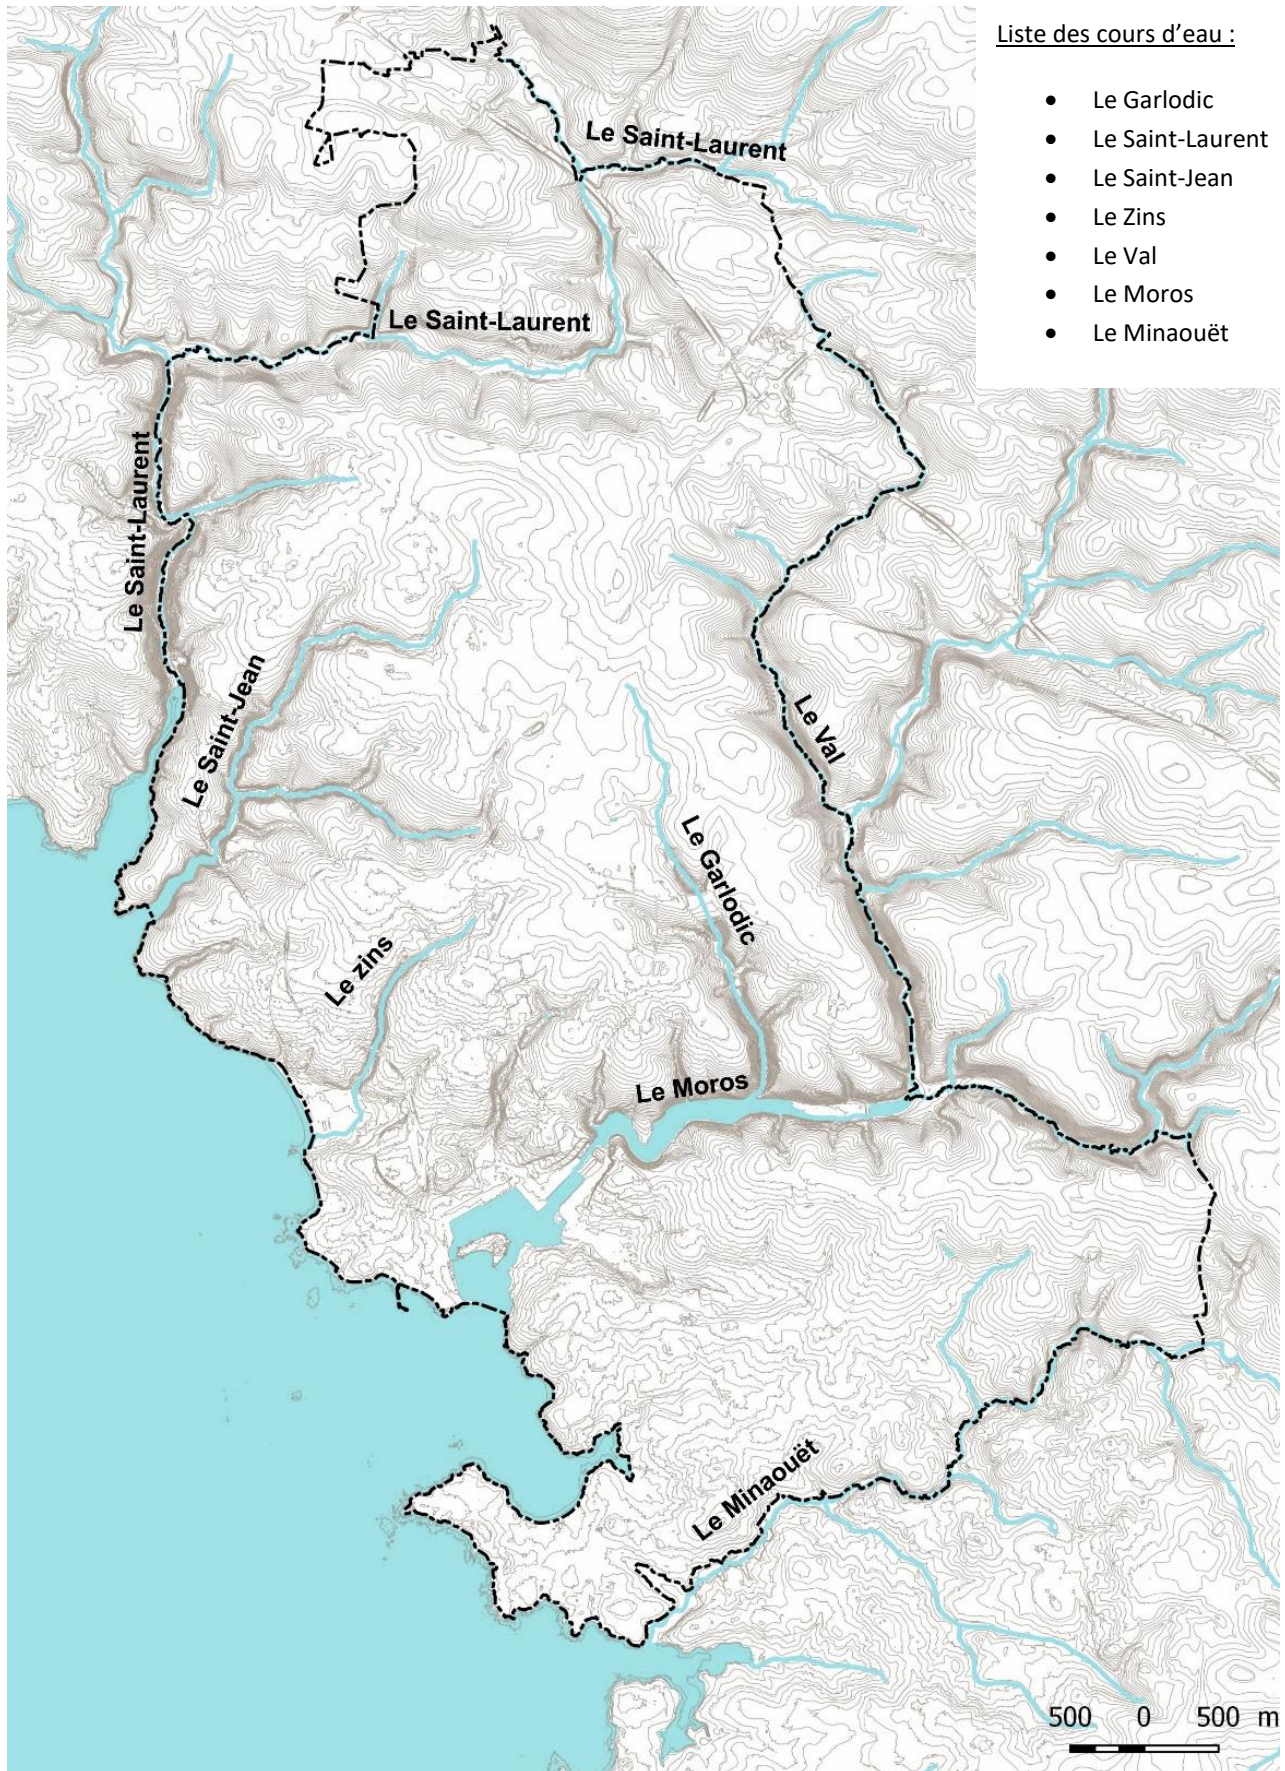 Liste des cours d'eau :
• Le Garlodic
• Le Saint-Laurent
• Le Saint-Jean
• Le Zins
• Le Val
• Le Moros
• Le Minaouët
Le Saint-Laurent
Le Saint-Laurent
Le Saint-Laurent
Le Saint-Jean
Le Val
Le Garlodic
Le zins
Le Moros
Le Minaouët
500 0 500 m